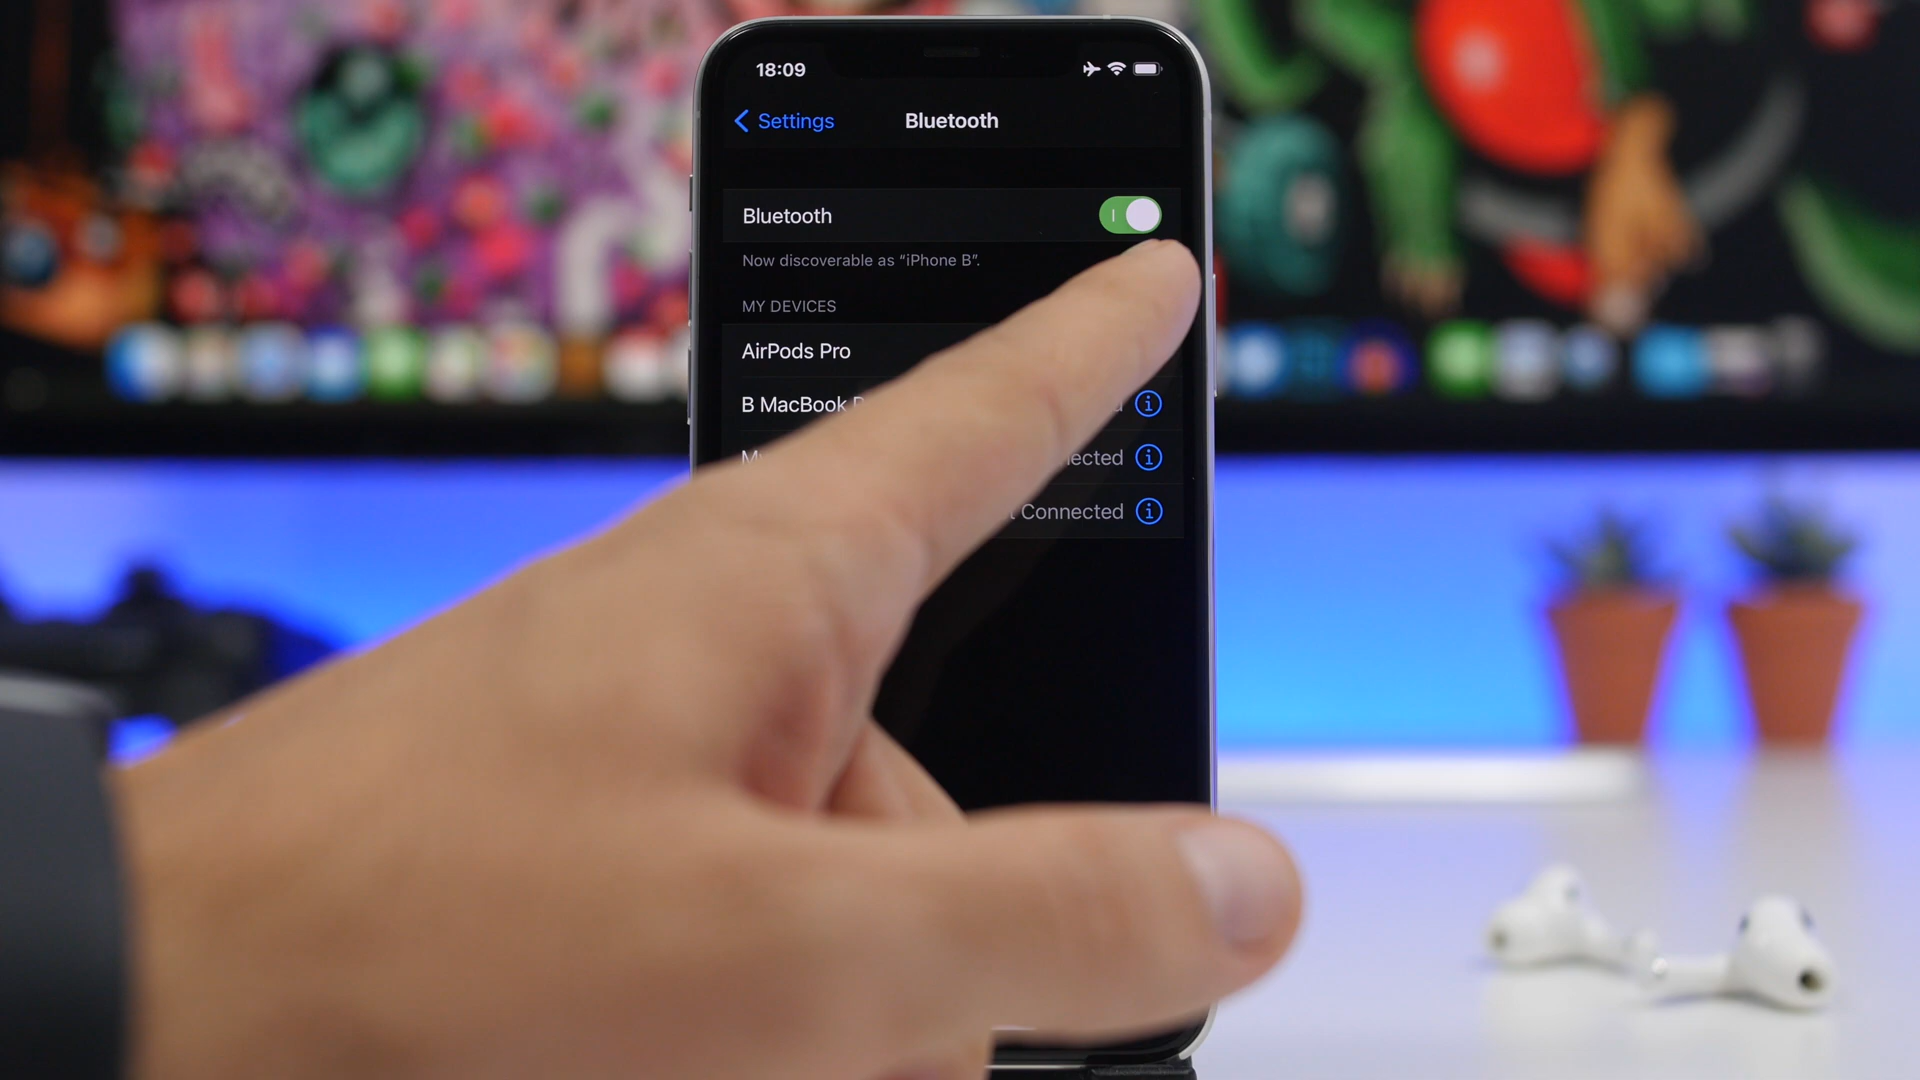 18:09
Settings
Bluetooth
Bluetooth
Now discoverable as “iPhone B”.
MY DEVICES
AirPods Pro
B MacBook
Connected